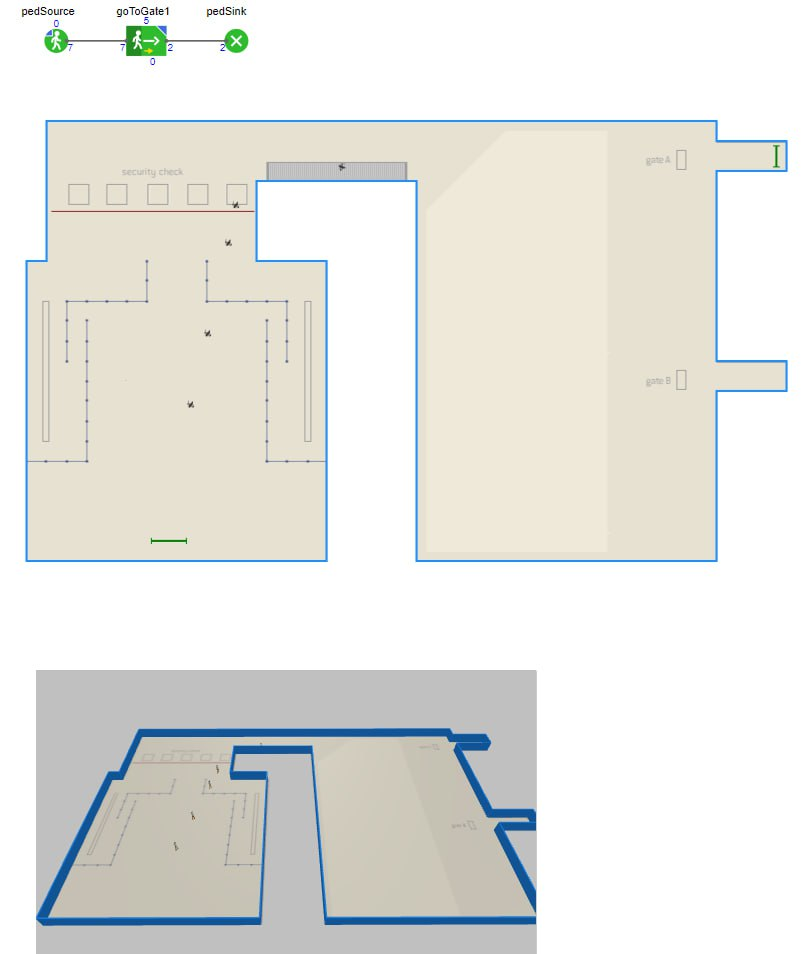 pedSource goToGate1 pedSink
0 5
7 7 2 2
0
security check
gate A
gate B